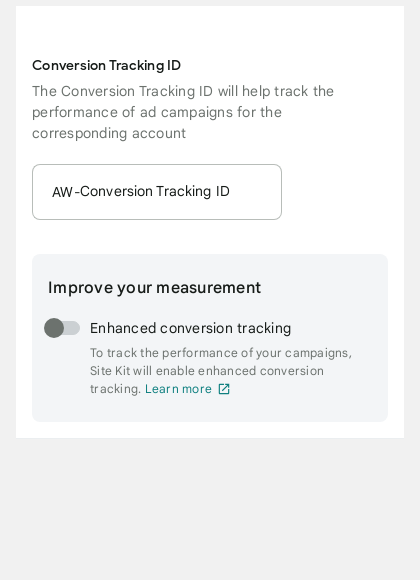 Conversion Tracking ID
The Conversion Tracking ID will help track the
performance of ad campaigns for the
corresponding account
AW-Conversion Tracking ID
Improve your measurement
Enhanced conversion tracking
To track the performance of your campaigns,
Site Kit will enable enhanced conversion
tracking. Learn more